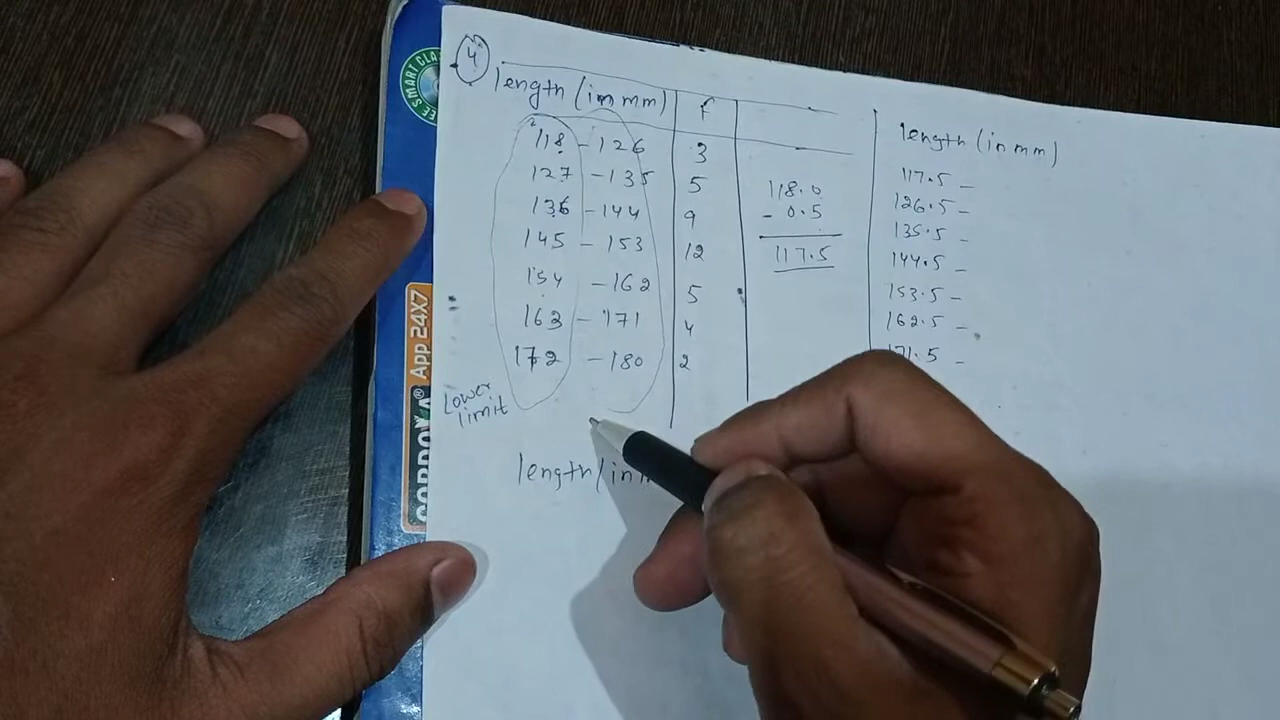 4
length (in mm) f
118 - 126 3
127 - 135 5
136 - 144 9
145 - 153 12
154 - 162 5
163 - 171 4
172 - 180 2
Lower
limit
118.0
- 0.5
117.5
length (in mm)
117.5 -
126.5 -
135.5 -
144.5 -
153.5 -
162.5 -
171.5 -
length (in
App 24X7